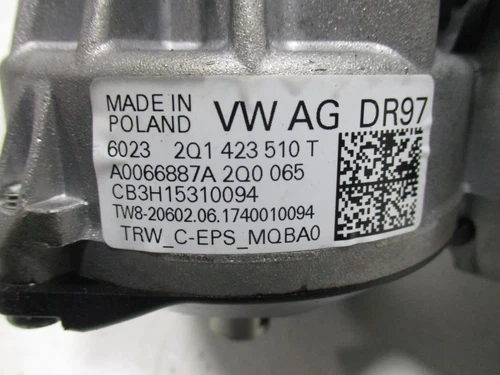 MADE IN
POLAND VW AG DR97
6023 2Q1 423 510 T
A0066887A 2Q0 065
CB3H15310094
TW8-20602.06.1740010094
TRW_C-EPS_MQBA0